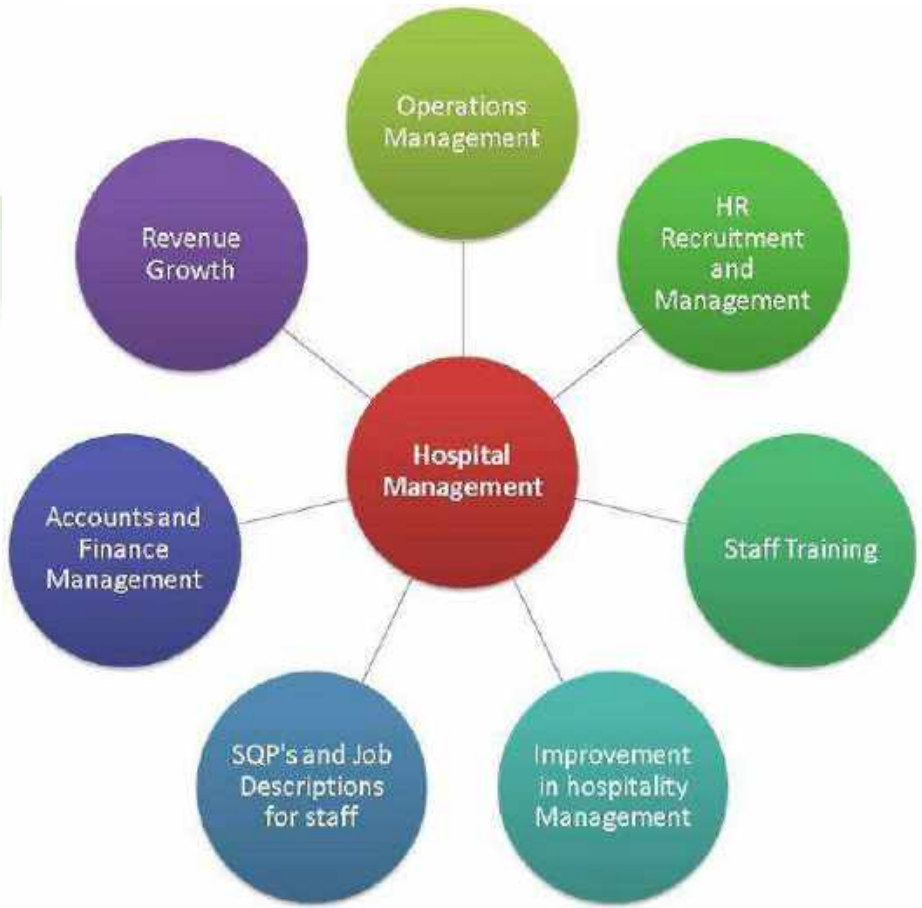 Operations
Management
HR
Recruitment
and
Management
Staff Training
Improvement
in hospitality
Management
SQP's and Job
Descriptions
for staff
Accounts and
Finance
Management
Revenue
Growth
Hospital
Management